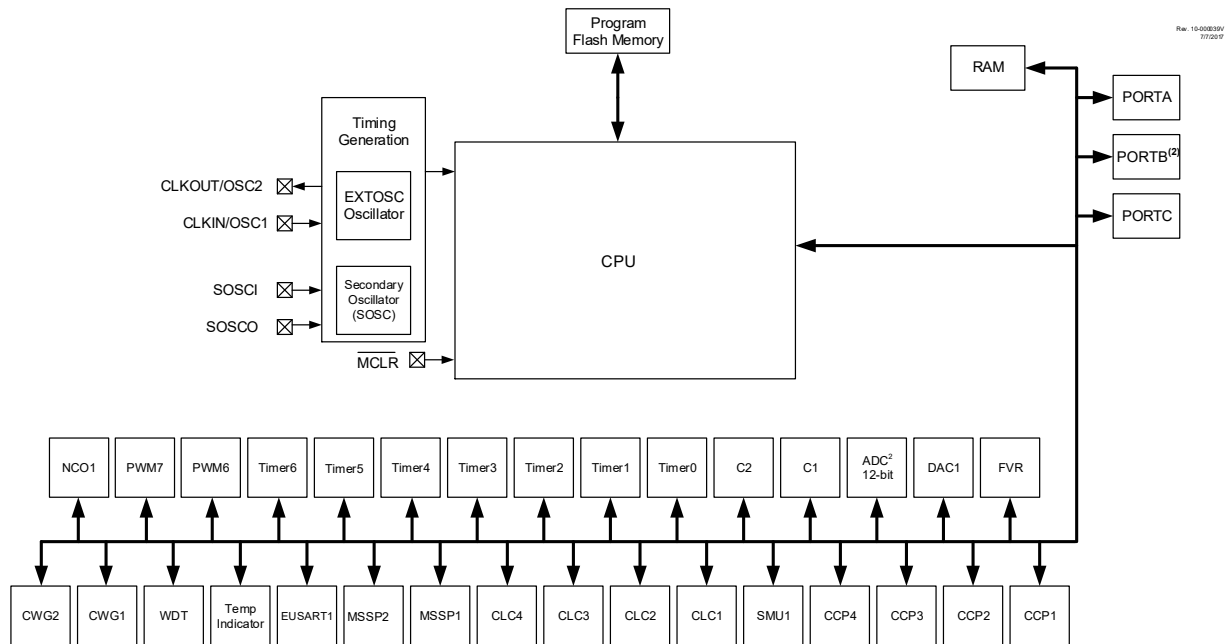 Program
Flash Memory
Rev. 10-000039V
7/7/2017
RAM
PORTA
Timing
Generation
PORTB(2)
CLKOUT/OSC2
EXTOSC
Oscillator
CLKIN/OSC1
PORTC
CPU
SOSCI
Secondary
Oscillator
(SOSC)
SOSCO
MCLR
NCO1
PWM7
PWM6
Timer6
Timer5
Timer4
Timer3
Timer2
Timer1
Timer0
C2
C1
ADC²
12-bit
DAC1
FVR
CWG2
CWG1
WDT
Temp
Indicator
EUSART1
MSSP2
MSSP1
CLC4
CLC3
CLC2
CLC1
SMU1
CCP4
CCP3
CCP2
CCP1